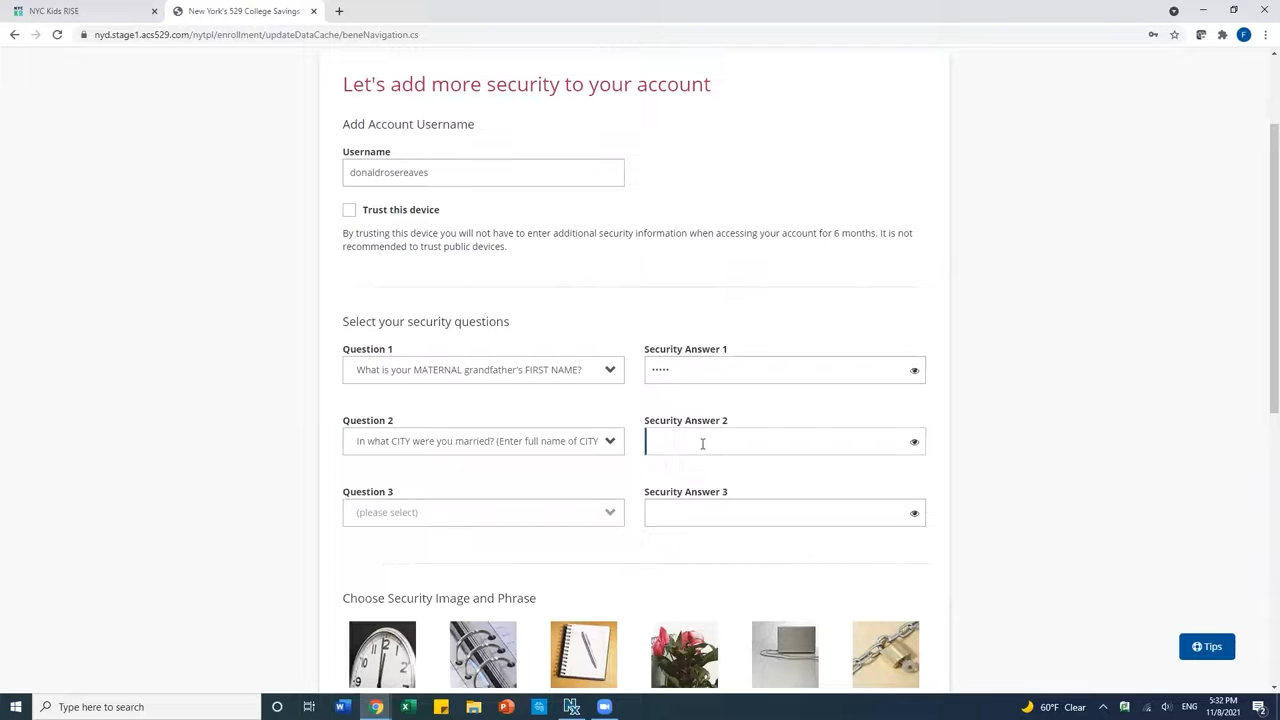 NYC Kids RISE
New York's 529 College Savings
nyd.stage1.acs529.com/nytpl/enrollment/updateDataCache/beneNavigation.cs
F
Let's add more security to your account
Add Account Username
Username
donaldrosereaves
Trust this device
By trusting this device you will not have to enter additional security information when accessing your account for 6 months. It is not
recommended to trust public devices.
Select your security questions
Question 1
Security Answer 1
What is your MATERNAL grandfather's FIRST NAME?
•••••
Question 2
Security Answer 2
In what CITY were you married? (Enter full name of CITY
Question 3
Security Answer 3
(please select)
Choose Security Image and Phrase
Tips
Type here to search
60°F Clear
5:32 PM
11/8/2021
2